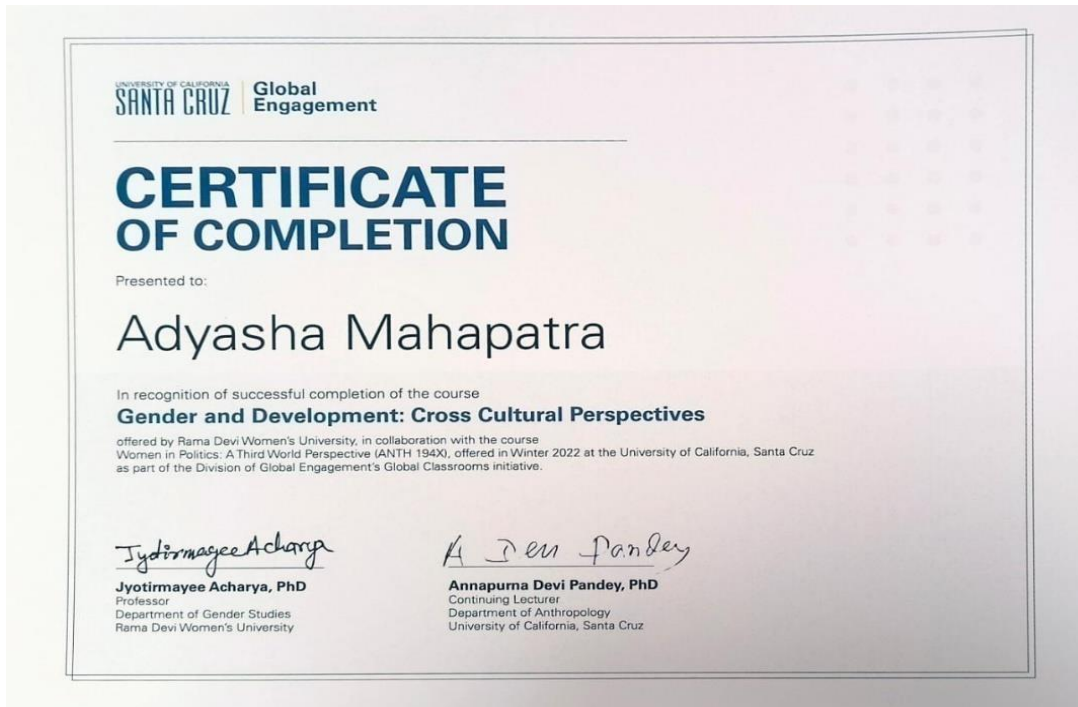 UNIVERSITY OF CALIFORNIA
SANTA CRUZ
Global
Engagement
CERTIFICATE
OF COMPLETION
Presented to:
Adyasha Mahapatra
In recognition of successful completion of the course
Gender and Development: Cross Cultural Perspectives
offered by Rama Devi Women's University, in collaboration with the course
Women in Politics: A Third World Perspective (ANTH 194X), offered in Winter 2022 at the University of California, Santa Cruz
as part of the Division of Global Engagement's Global Classrooms initiative.
Jyotirmayee Acharya
A Devi Pandey
Jyotirmayee Acharya, PhD
Professor
Department of Gender Studies
Rama Devi Women's University
Annapurna Devi Pandey, PhD
Continuing Lecturer
Department of Anthropology
University of California, Santa Cruz